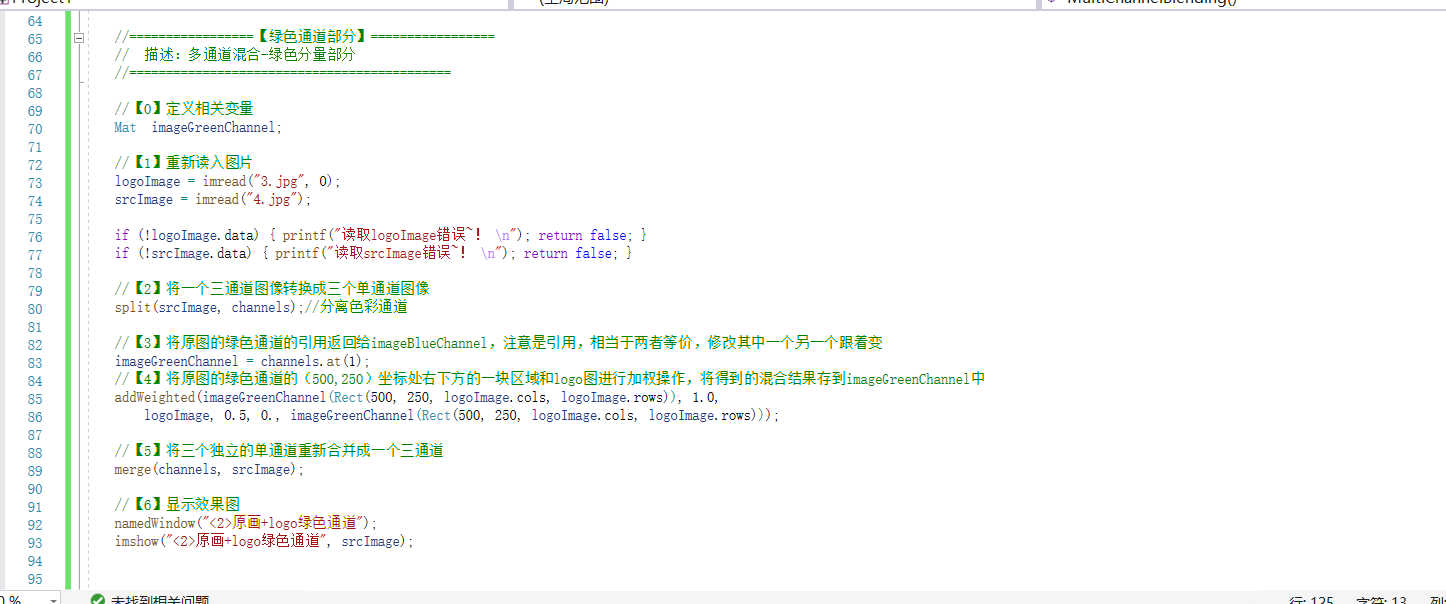 64
65 //=================【绿色通道部分】=================
66 //  描述：多通道混合-绿色分量部分
67 //============================================
68
69 //【0】定义相关变量
70 Mat  imageGreenChannel;
71
72 //【1】重新读入图片
73 logoImage = imread("3.jpg", 0);
74 srcImage = imread("4.jpg");
75
76 if (!logoImage.data) { printf("读取logoImage错误~！ \n"); return false; }
77 if (!srcImage.data) { printf("读取srcImage错误~！ \n"); return false; }
78
79 //【2】将一个三通道图像转换成三个单通道图像
80 split(srcImage, channels);//分离色彩通道
81
82 //【3】将原图的绿色通道的引用返回给imageBlueChannel，注意是引用，相当于两者等价，修改其中一个另一个跟着变
83 imageGreenChannel = channels.at(1);
84 //【4】将原图的绿色通道的（500,250）坐标处右下方的一块区域和logo图进行加权操作，将得到的混合结果存到imageGreenChannel中
85 addWeighted(imageGreenChannel(Rect(500, 250, logoImage.cols, logoImage.rows)), 1.0,
86     logoImage, 0.5, 0., imageGreenChannel(Rect(500, 250, logoImage.cols, logoImage.rows)));
87
88 //【5】将三个独立的单通道重新合并成一个三通道
89 merge(channels, srcImage);
90
91 //【6】显示效果图
92 namedWindow("<2>原画+logo绿色通道");
93 imshow("<2>原画+logo绿色通道", srcImage);
94
95
未找到相关问题
行: 125 字符: 13